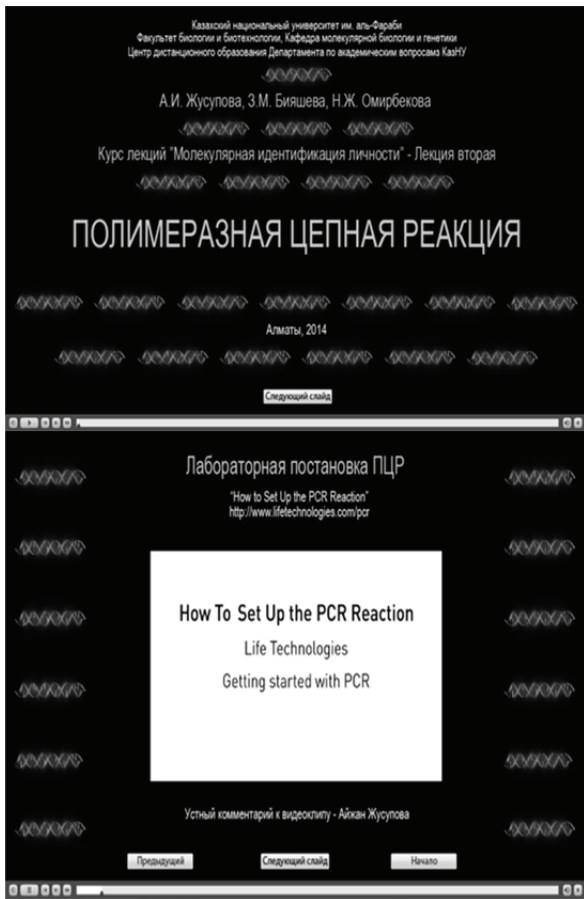 Казахский национальный университет им. аль-Фараби
Факультет биологии и биотехнологии, Кафедра молекулярной биологии и генетики
Центр дистанционного образования Департамента по академическим вопросамз КазНУ
А.И. Жусупова, З.М. Бияшева, Н.Ж. Омирбекова
Курс лекций "Молекулярная идентификация личности" - Лекция вторая
ПОЛИМЕРАЗНАЯ ЦЕПНАЯ РЕАКЦИЯ
Алматы, 2014
Следующий слайд
Лабораторная постановка ПЦР
"How to Set Up the PCR Reaction"
http://www.lifetechnologies.com/pcr
How To Set Up the PCR Reaction
Life Technologies
Getting started with PCR
Устный комментарий к видеоклипу - Айжан Жусупова
Предыдущий
Следующий слайд
Начало